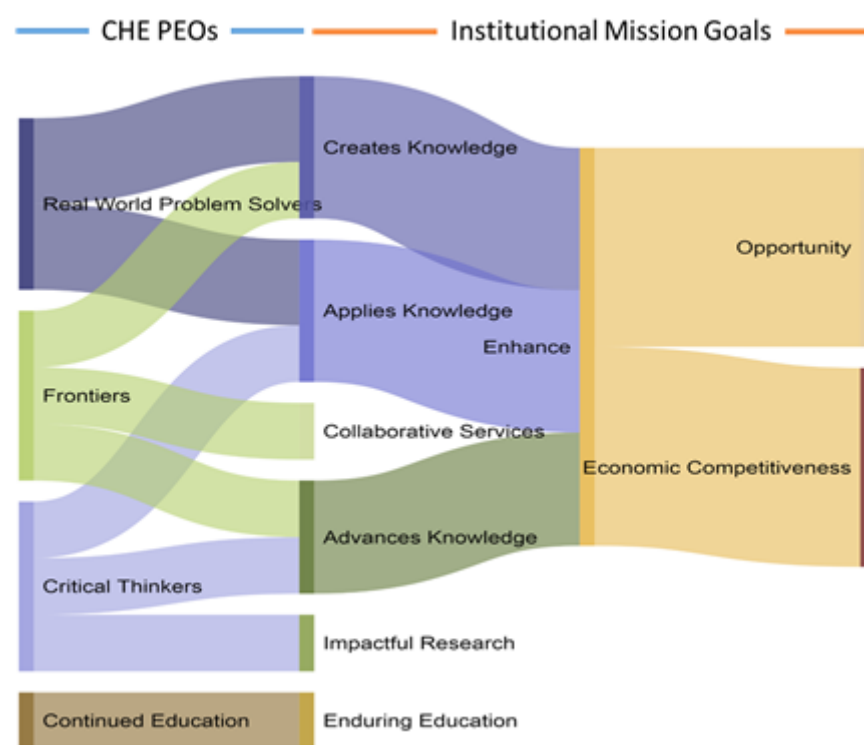 CHE PEOs
Institutional Mission Goals
Creates Knowledge
Real World Problem Solvers
Opportunity
Applies Knowledge
Enhance
Frontiers
Collaborative Services
Economic Competitiveness
Advances Knowledge
Critical Thinkers
Impactful Research
Continued Education
Enduring Education